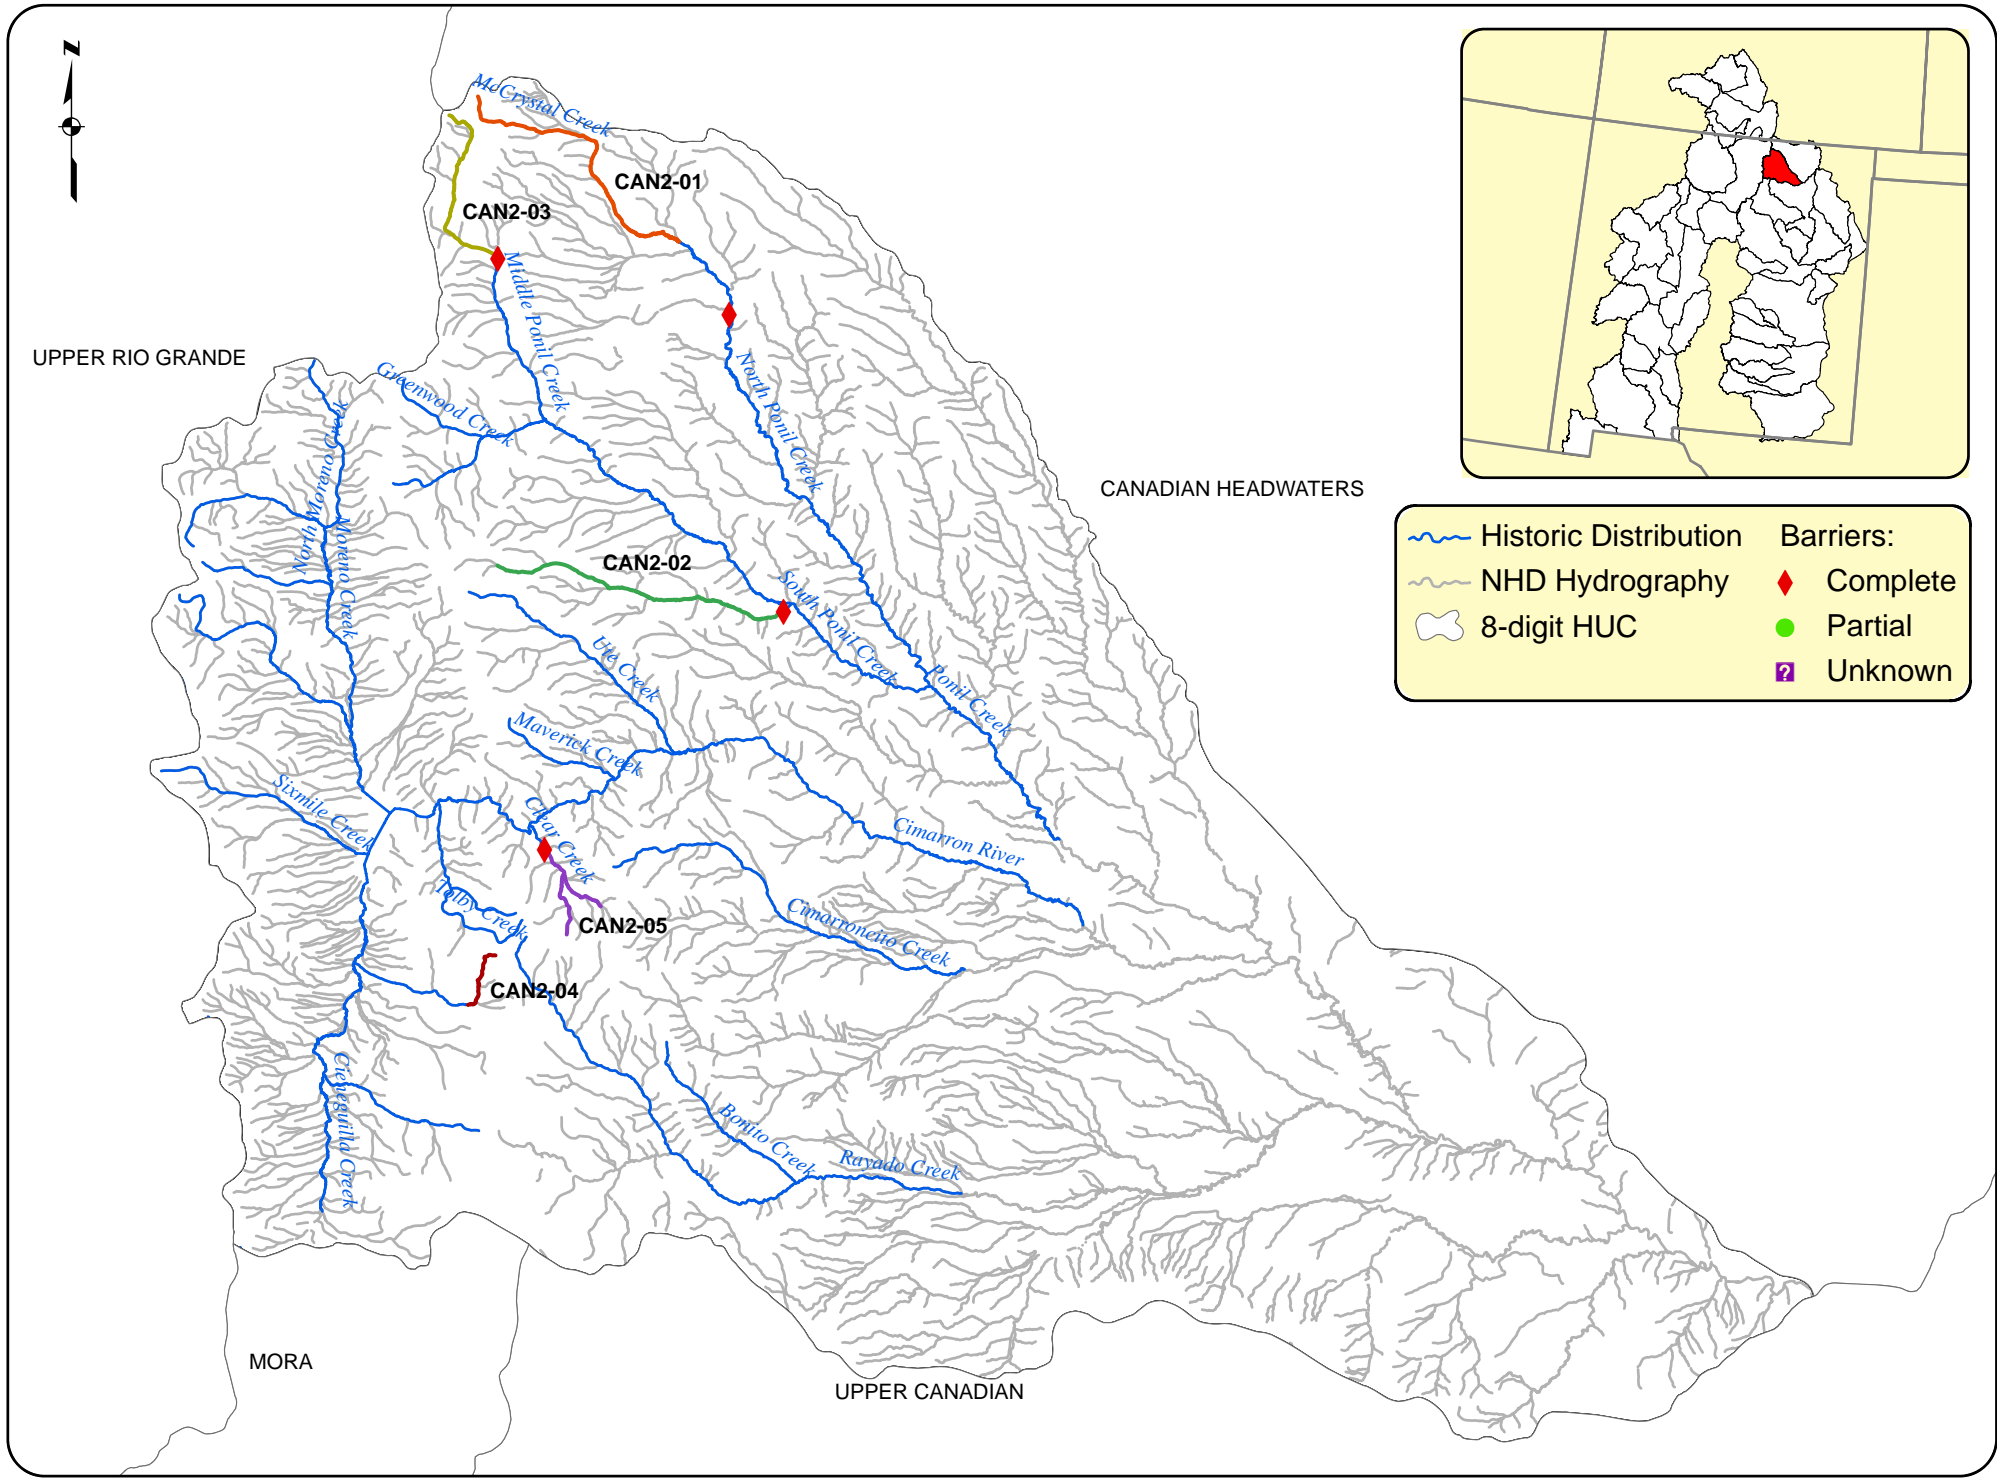 N
McCrystal Creek
CAN2-01
CAN2-03
Middle Ponil Creek
UPPER RIO GRANDE
Greenwood Creek
North Ponil Creek
North Moreno Creek
Moreno Creek
CANADIAN HEADWATERS
Historic Distribution
NHD Hydrography
8-digit HUC
Barriers:
Complete
Partial
?
Unknown
CAN2-02
South Ponil Creek
Ute Creek
Ponil Creek
Maverick Creek
Sixmile Creek
Clear Creek
Cimarron River
Tolby Creek
CAN2-05
Cimarroncito Creek
CAN2-04
Cieneguilla Creek
Bonito Creek
Rayado Creek
MORA
UPPER CANADIAN